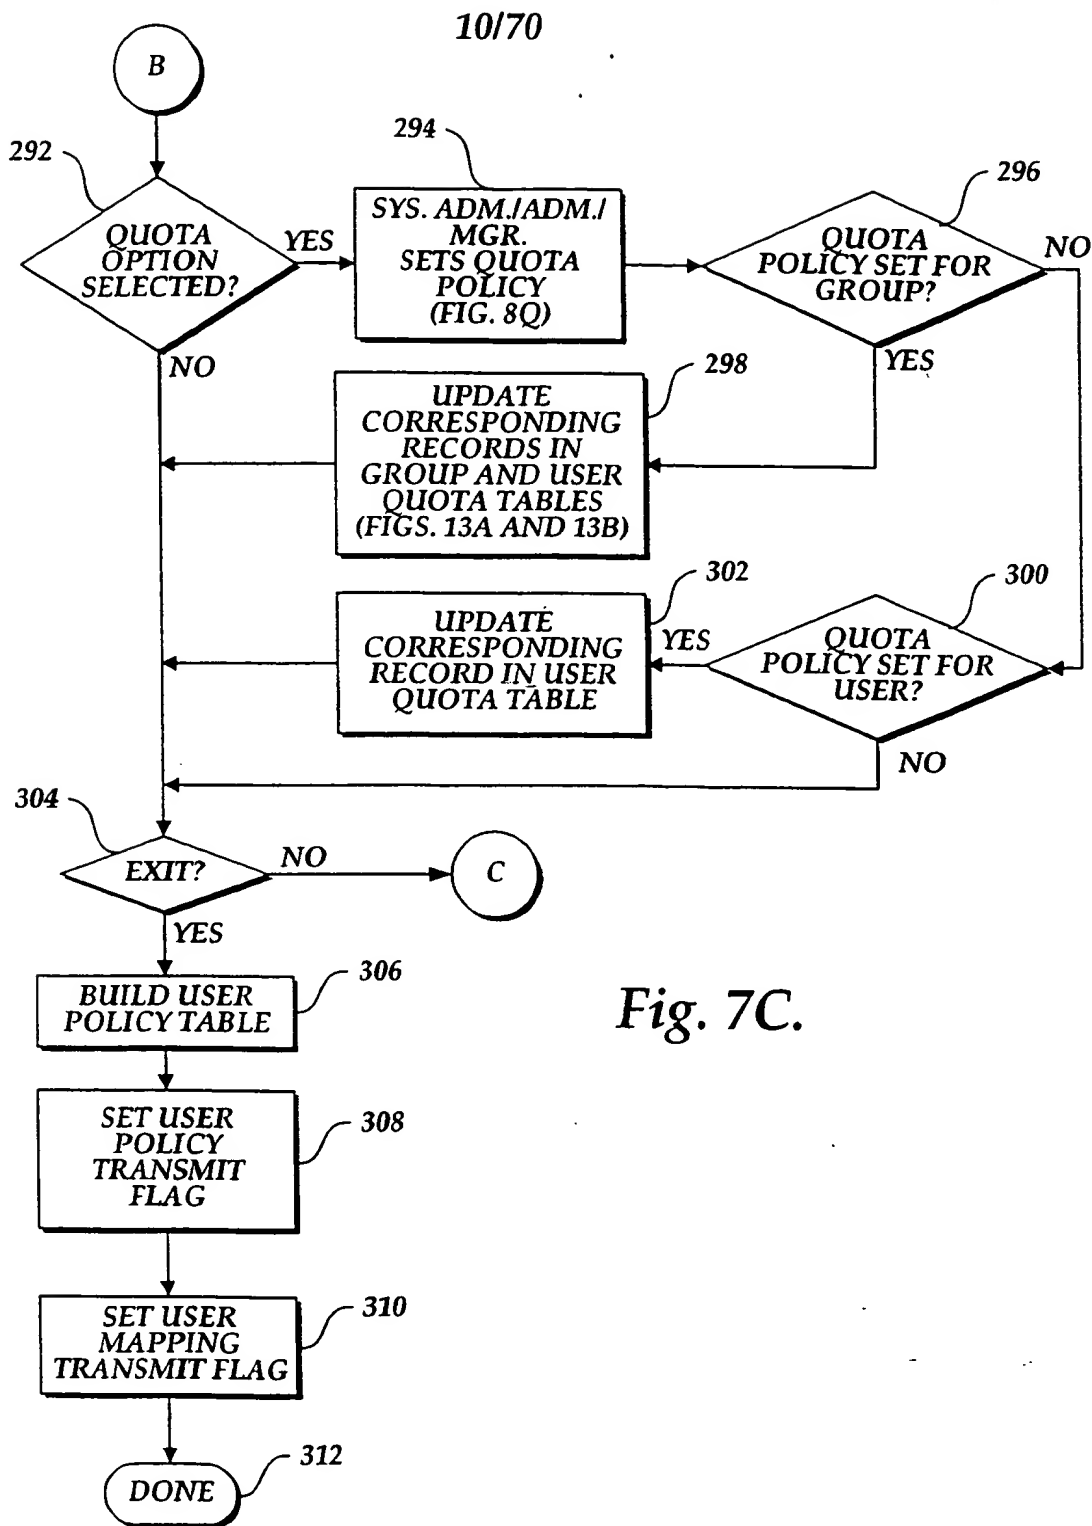 10/70
B
292
QUOTA
OPTION
SELECTED?
YES
NO
294
SYS. ADM./ADM./
MGR.
SETS QUOTA
POLICY
(FIG. 8Q)
296
QUOTA
POLICY SET FOR
GROUP?
NO
YES
298
UPDATE
CORRESPONDING
RECORDS IN
GROUP AND USER
QUOTA TABLES
(FIGS. 13A AND 13B)
300
QUOTA
POLICY SET FOR
USER?
YES
NO
302
UPDATE
CORRESPONDING
RECORD IN USER
QUOTA TABLE
304
EXIT?
NO
C
YES
306
BUILD USER
POLICY TABLE
Fig. 7C.
308
SET USER
POLICY
TRANSMIT
FLAG
310
SET USER
MAPPING
TRANSMIT FLAG
312
DONE